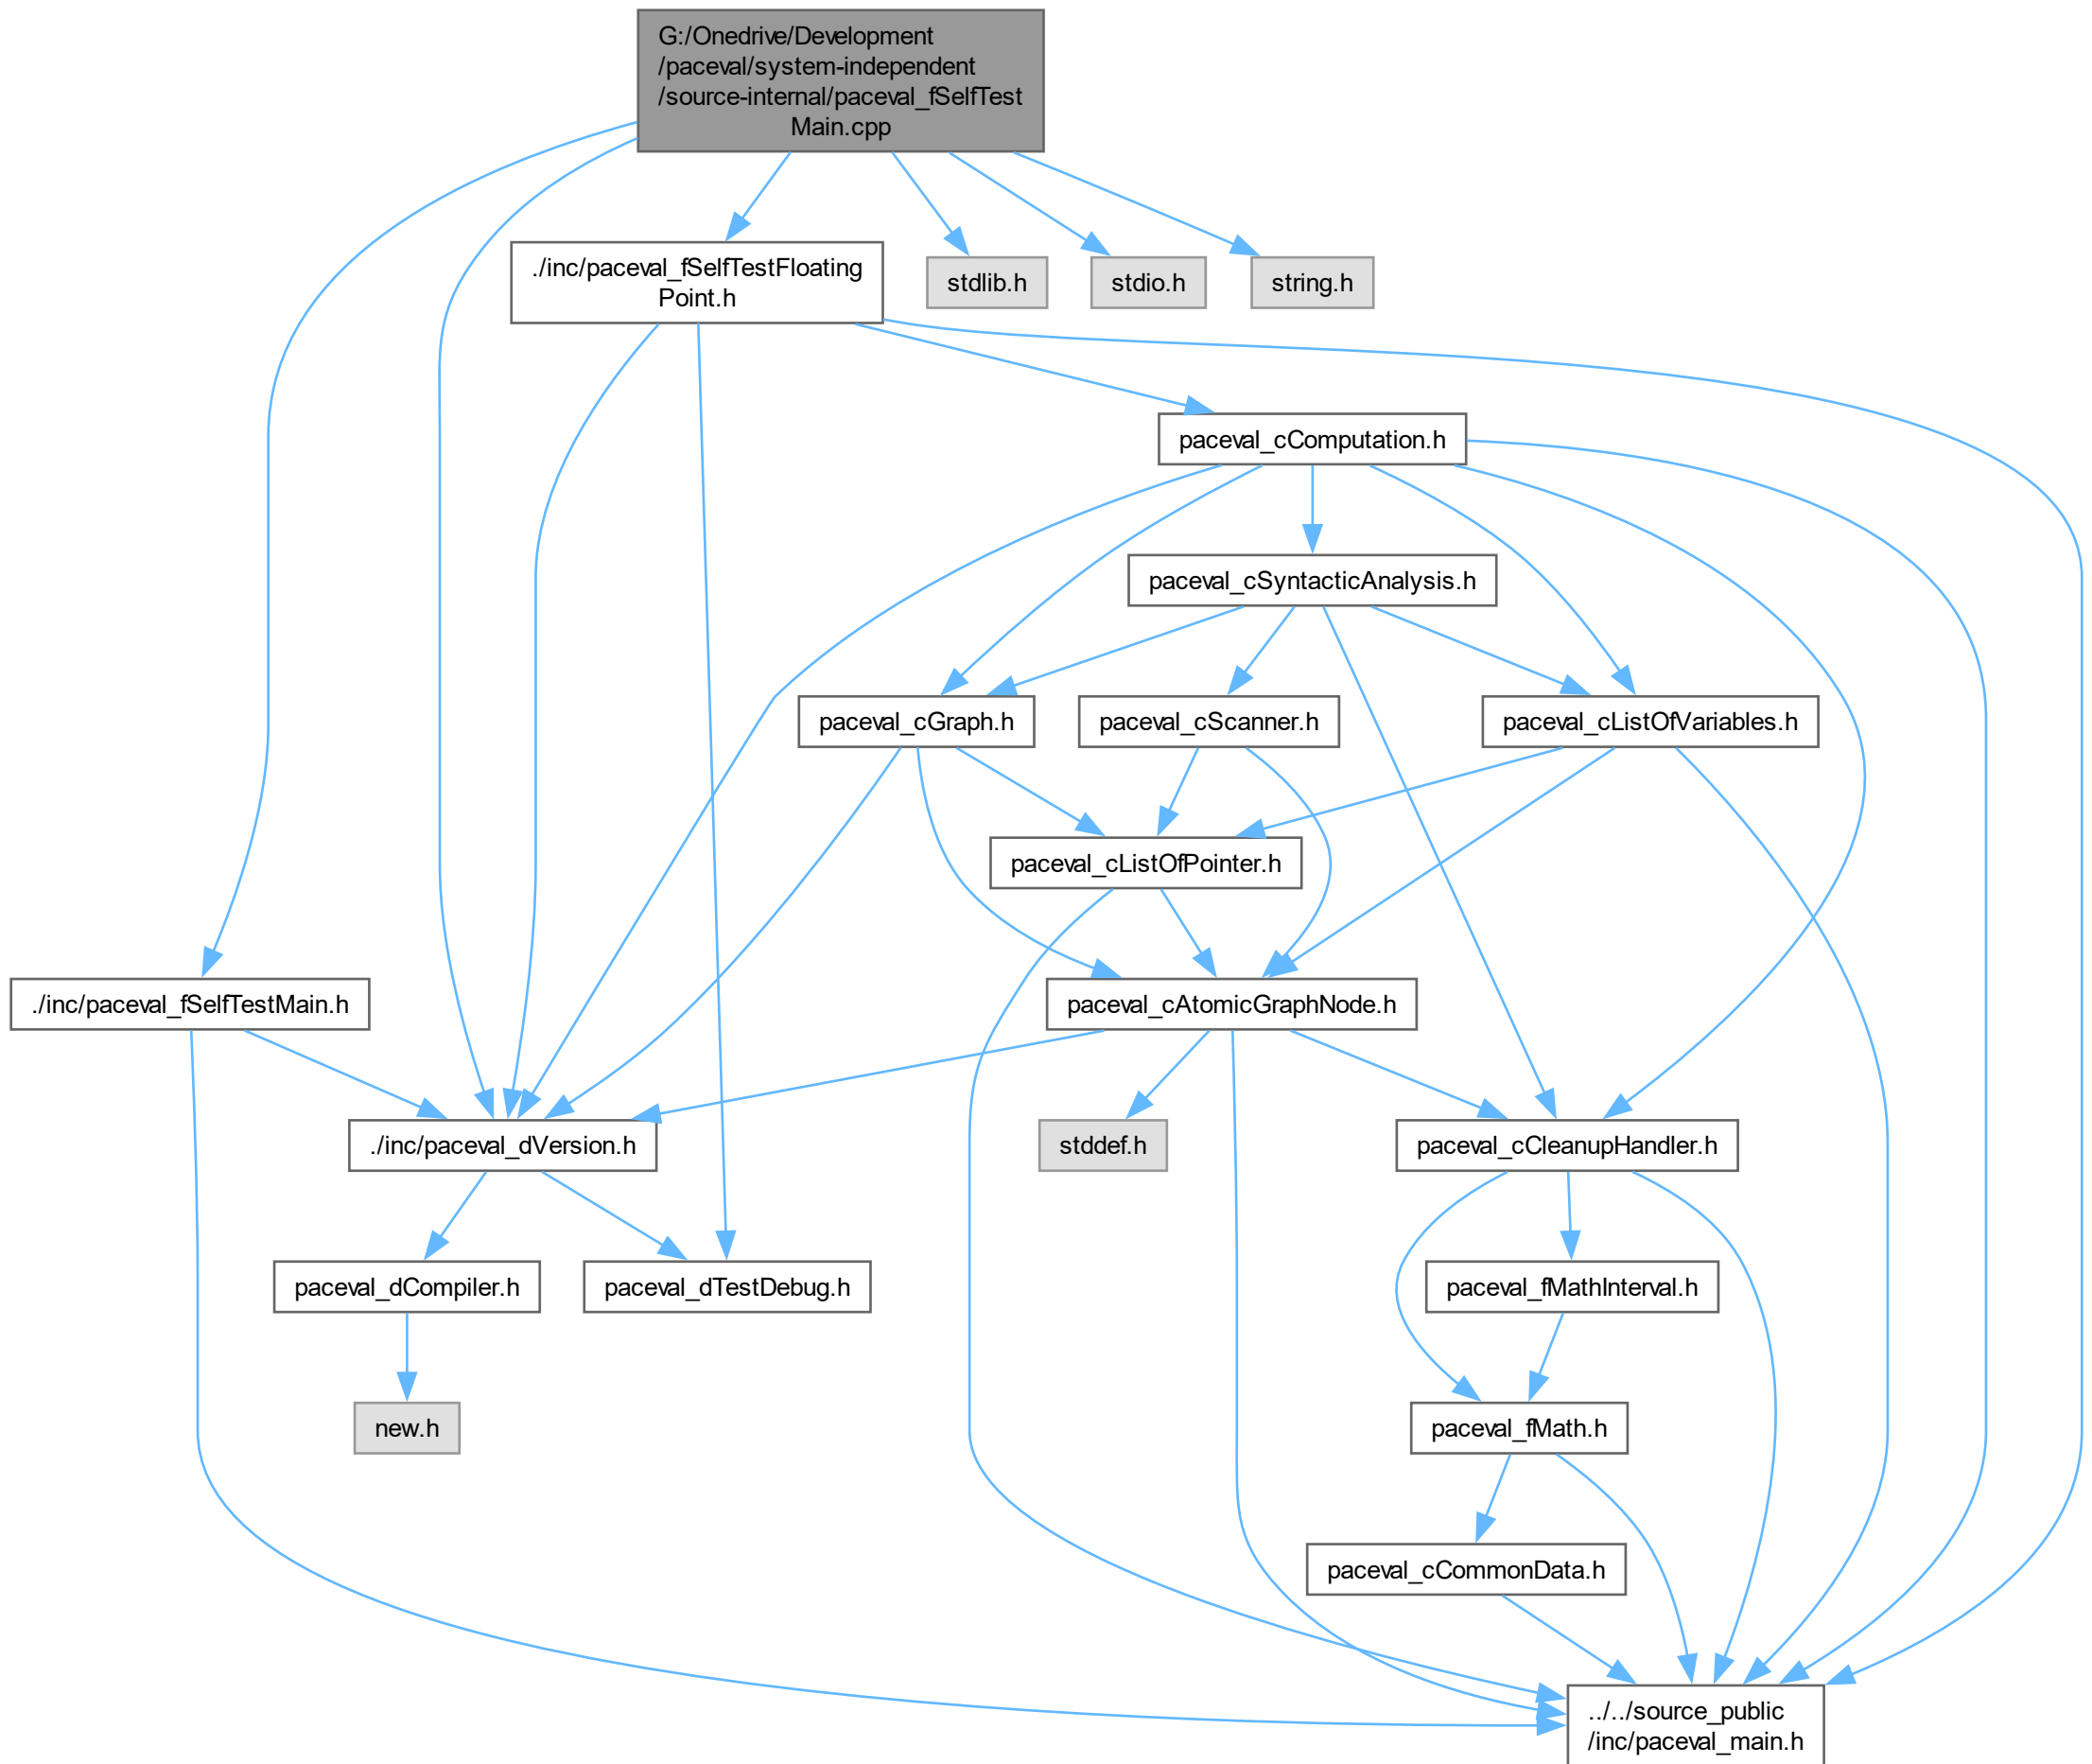 G:/Onedrive/Development
/paceval/system-independent
/source-internal/paceval_fSelfTest
Main.cpp
./inc/paceval_fSelfTestFloating
Point.h
stdlib.h
stdio.h
string.h
paceval_cComputation.h
paceval_cSyntacticAnalysis.h
paceval_cGraph.h
paceval_cScanner.h
paceval_cListOfVariables.h
paceval_cListOfPointer.h
./inc/paceval_fSelfTestMain.h
paceval_cAtomicGraphNode.h
./inc/paceval_dVersion.h
stddef.h
paceval_cCleanupHandler.h
paceval_dCompiler.h
paceval_dTestDebug.h
paceval_fMathInterval.h
new.h
paceval_fMath.h
paceval_cCommonData.h
../../source_public
/inc/paceval_main.h